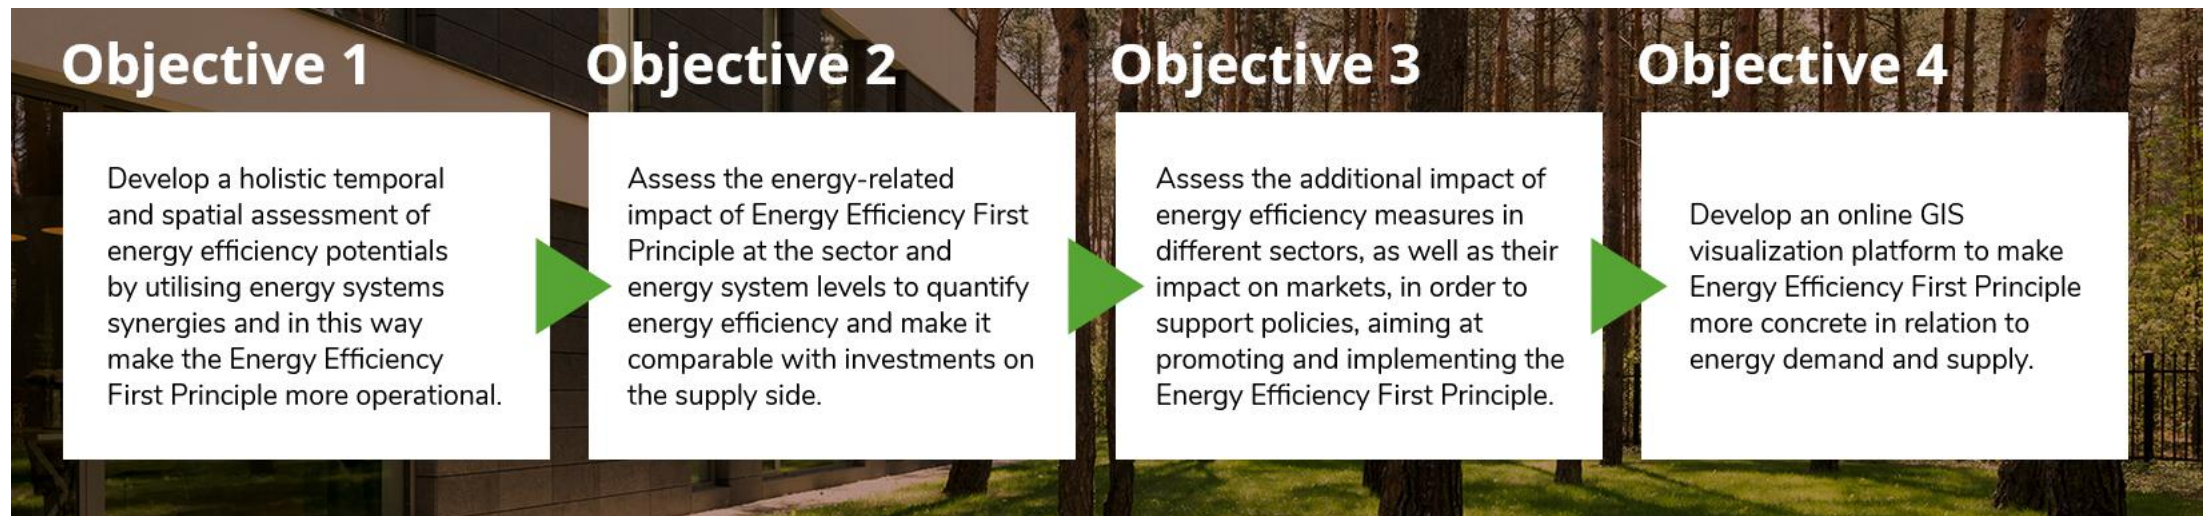 Objective 1
Develop a holistic temporal
and spatial assessment of
energy efficiency potentials
by utilising energy systems
synergies and in this way
make the Energy Efficiency
First Principle more operational.
Objective 2
Assess the energy-related
impact of Energy Efficiency First
Principle at the sector and
energy system levels to quantify
energy efficiency and make it
comparable with investments on
the supply side.
Objective 3
Assess the additional impact of
energy efficiency measures in
different sectors, as well as their
impact on markets, in order to
support policies, aiming at
promoting and implementing the
Energy Efficiency First Principle.
Objective 4
Develop an online GIS
visualization platform to make
Energy Efficiency First Principle
more concrete in relation to
energy demand and supply.